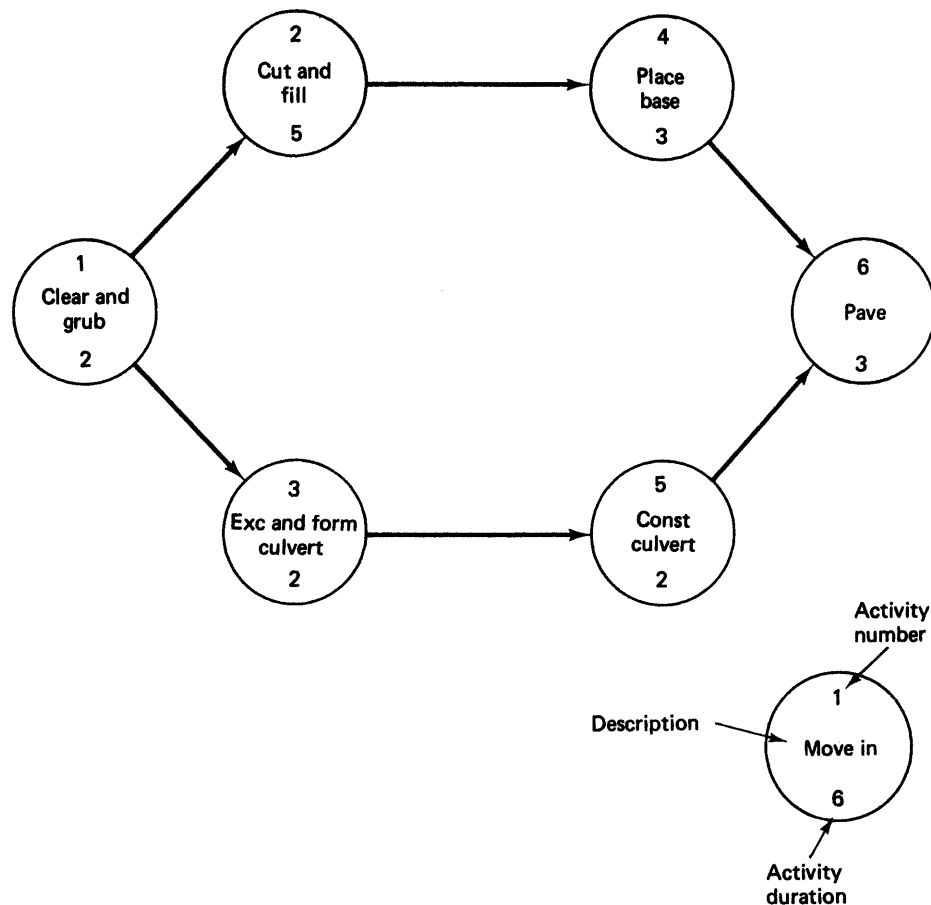 2
Cut and
fill
5
4
Place
base
3
1
Clear and
grub
2
6
Pave
3
3
Exc and form
culvert
2
5
Const
culvert
2
Activity
number
1
Description
Move in
6
Activity
duration